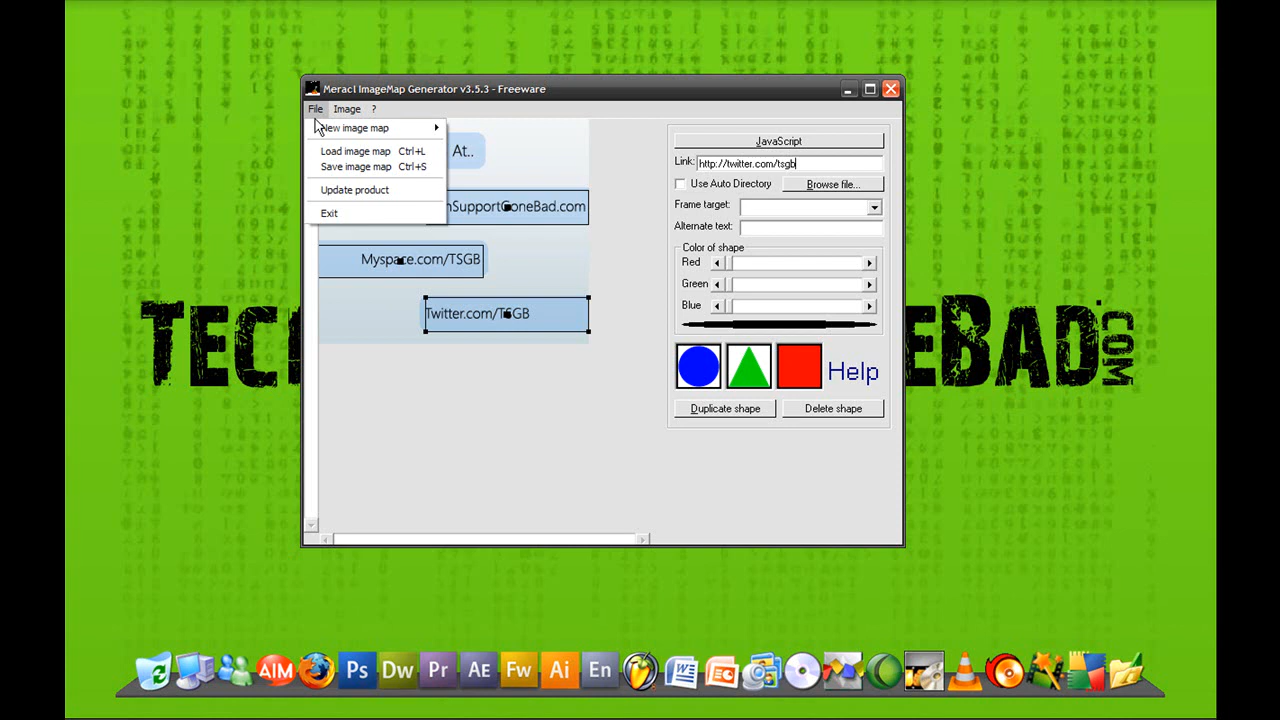 Meracl ImageMap Generator v3.5.3 - Freeware
File Image ?
New image map
Load image map Ctrl+L
Save image map Ctrl+S
Update product
Exit
At..
hSupportGoneBad.com
Myspace.com/TSGB
Twitter.com/TSGB
JavaScript
Link: http://twitter.com/tsgb
Use Auto Directory Browse file...
Frame target:
Alternate text:
Color of shape
Red
Green
Blue
Help
Duplicate shape Delete shape
TEC EBAD.COM
AIM Ps Dw Pr AE Fw Ai En